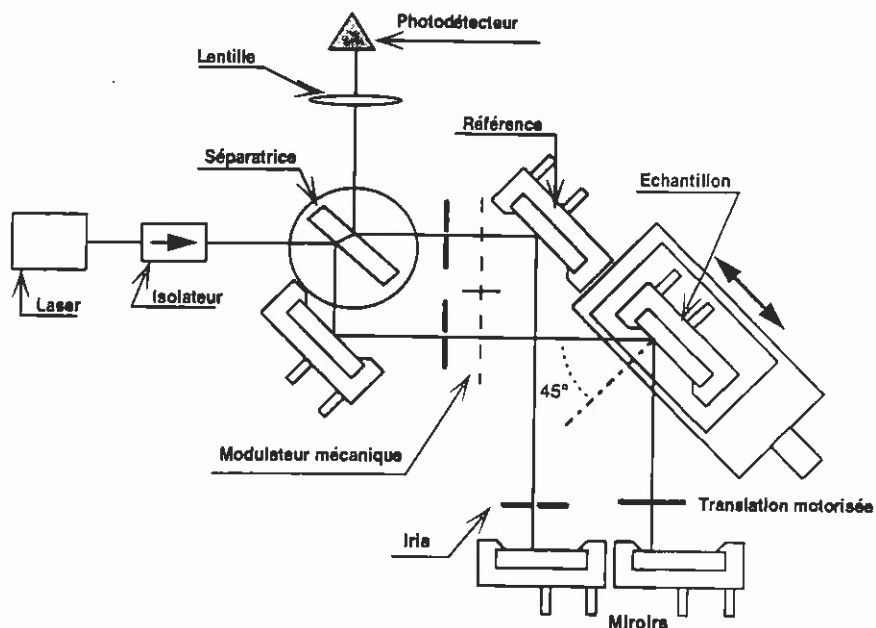 Photodétecteur
Lentille
Référence
Séparatrice
Echantillon
Laser
Isolateur
45°
Modulateur mécanique
Translation motorisée
Iris
Miroirs